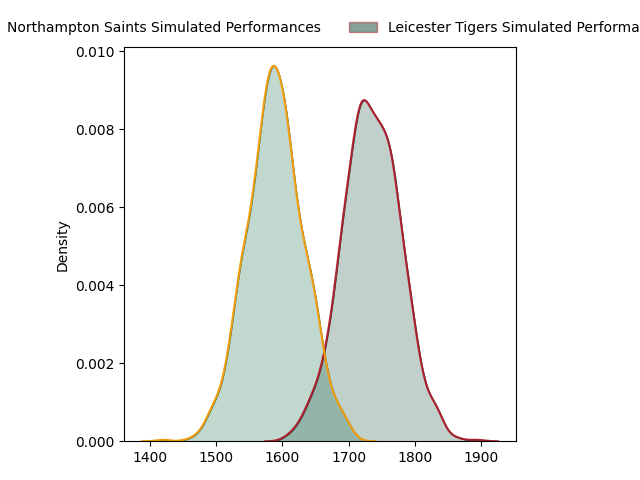 Northampton Saints Simulated Performances
Leicester Tigers Simulated Performa
0.010
0.008
0.006
0.004
0.002
0.000
Density
1400 1500 1600 1700 1800 1900